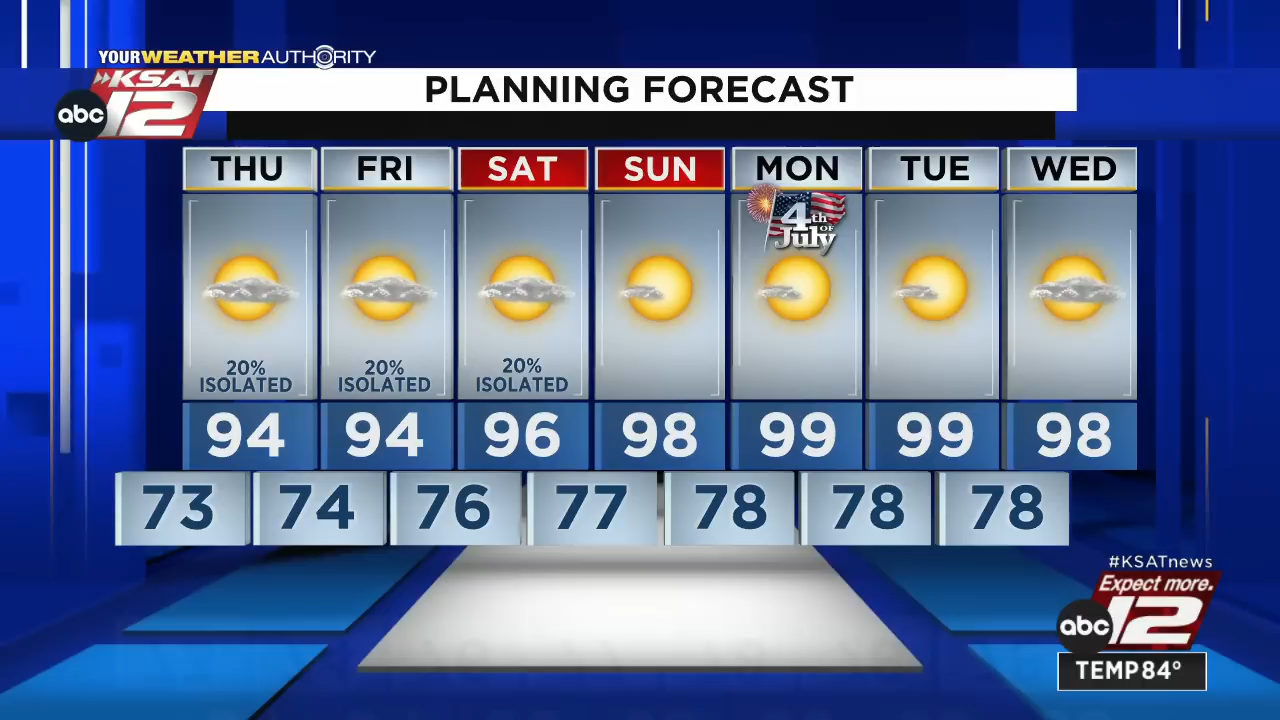 YOURWEATHERAUTHORITY
KSAT
abc 12
PLANNING FORECAST
THU FRI SAT SUN MON TUE WED
4th
OF
July
20% 20% 20%
ISOLATED ISOLATED ISOLATED
94 94 96 98 99 99 98
73 74 76 77 78 78 78
#KSATnews
Expect more.
abc 12
TEMP 84°